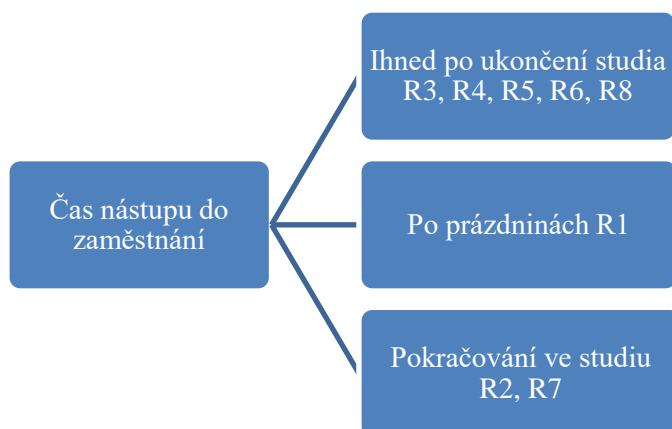 Čas nástupu do
zaměstnání
Ihned po ukončení studia
R3, R4, R5, R6, R8
Po prázdninách R1
Pokračování ve studiu
R2, R7